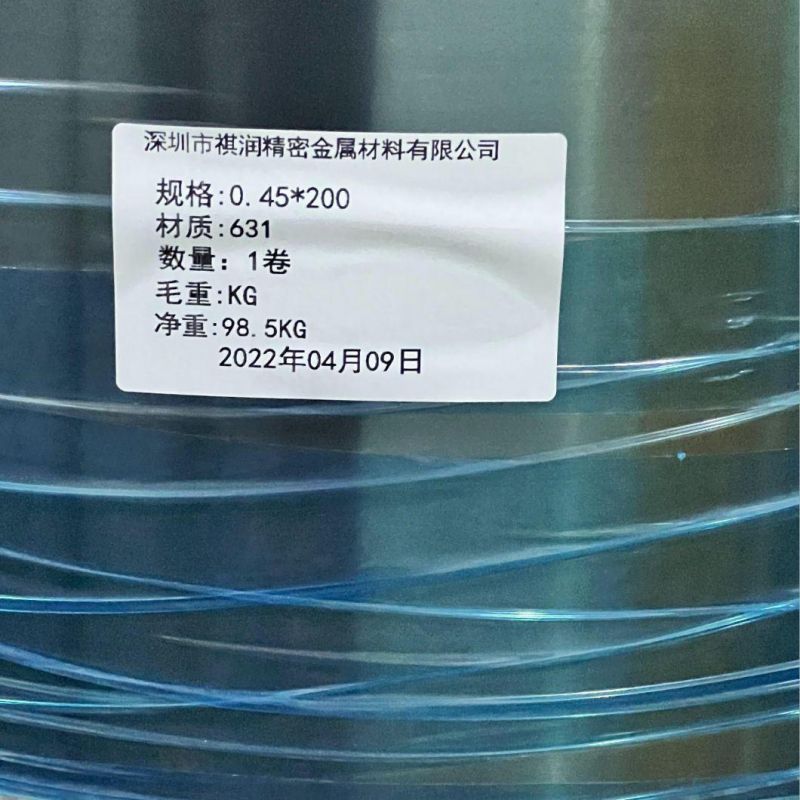 深圳市祺润精密金属材料有限公司
规格:0.45*200
材质:631
数量：1卷
毛重:KG
净重:98.5KG
2022年04月09日